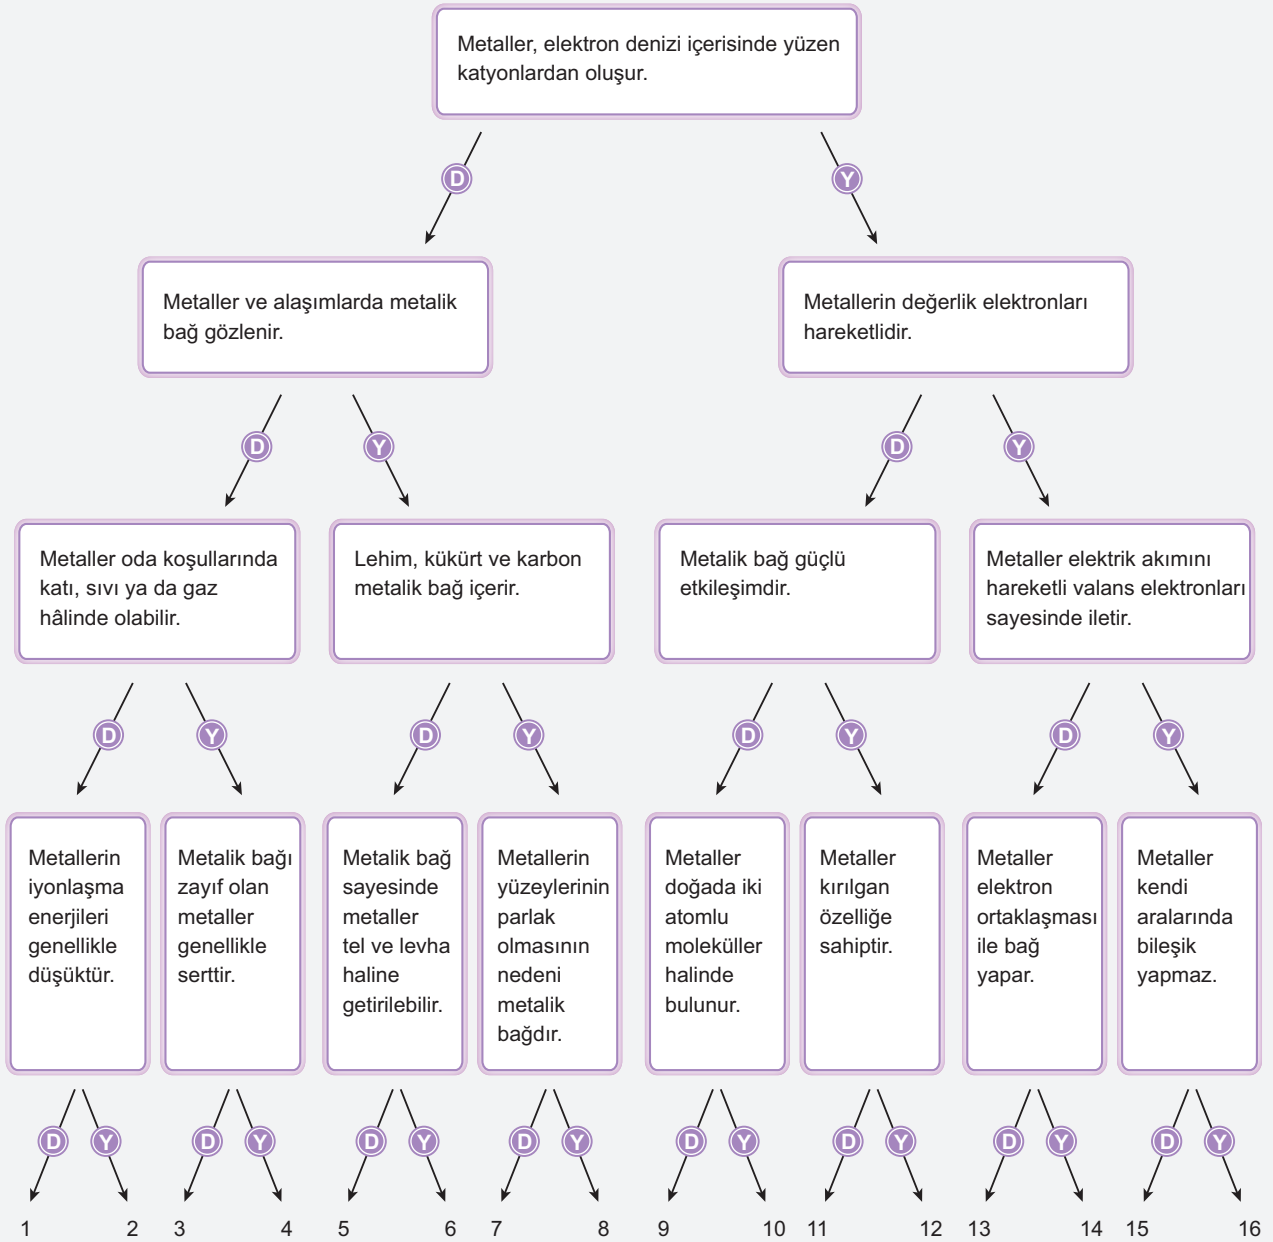 Metaller, elektron denizi içerisinde yüzen
katyonlardan oluşur.
D
Y
Metaller ve alaşımlarda metalik
bağ gözlenir.
Metallerin değerlik elektronları
hareketlidir.
D
Y
D
Y
Metaller oda koşullarında
katı, sıvı ya da gaz
hâlinde olabilir.
Lehim, kükürt ve karbon
metalik bağ içerir.
Metalik bağ güçlü
etkileşimdir.
Metaller elektrik akımını
hareketli valans elektronları
sayesinde iletir.
D
Y
D
Y
D
Y
D
Y
Metallerin
iyonlaşma
enerjileri
genellikle
düşüktür.
Metalik bağı
zayıf olan
metaller
genellikle
serttir.
Metalik bağ
sayesinde
metaller
tel ve levha
haline
getirilebilir.
Metallerin
yüzeylerinin
parlak
olmasının
nedeni
metalik
bağdır.
Metaller
doğada iki
atomlu
moleküller
halinde
bulunur.
Metaller
kırılgan
özelliğe
sahiptir.
Metaller
elektron
ortaklaşması
ile bağ
yapar.
Metaller
kendi
aralarında
bileşik
yapmaz.
D
Y
D
Y
D
Y
D
Y
D
Y
D
Y
D
Y
D
Y
1
2
3
4
5
6
7
8
9
10
11
12
13
14
15
16